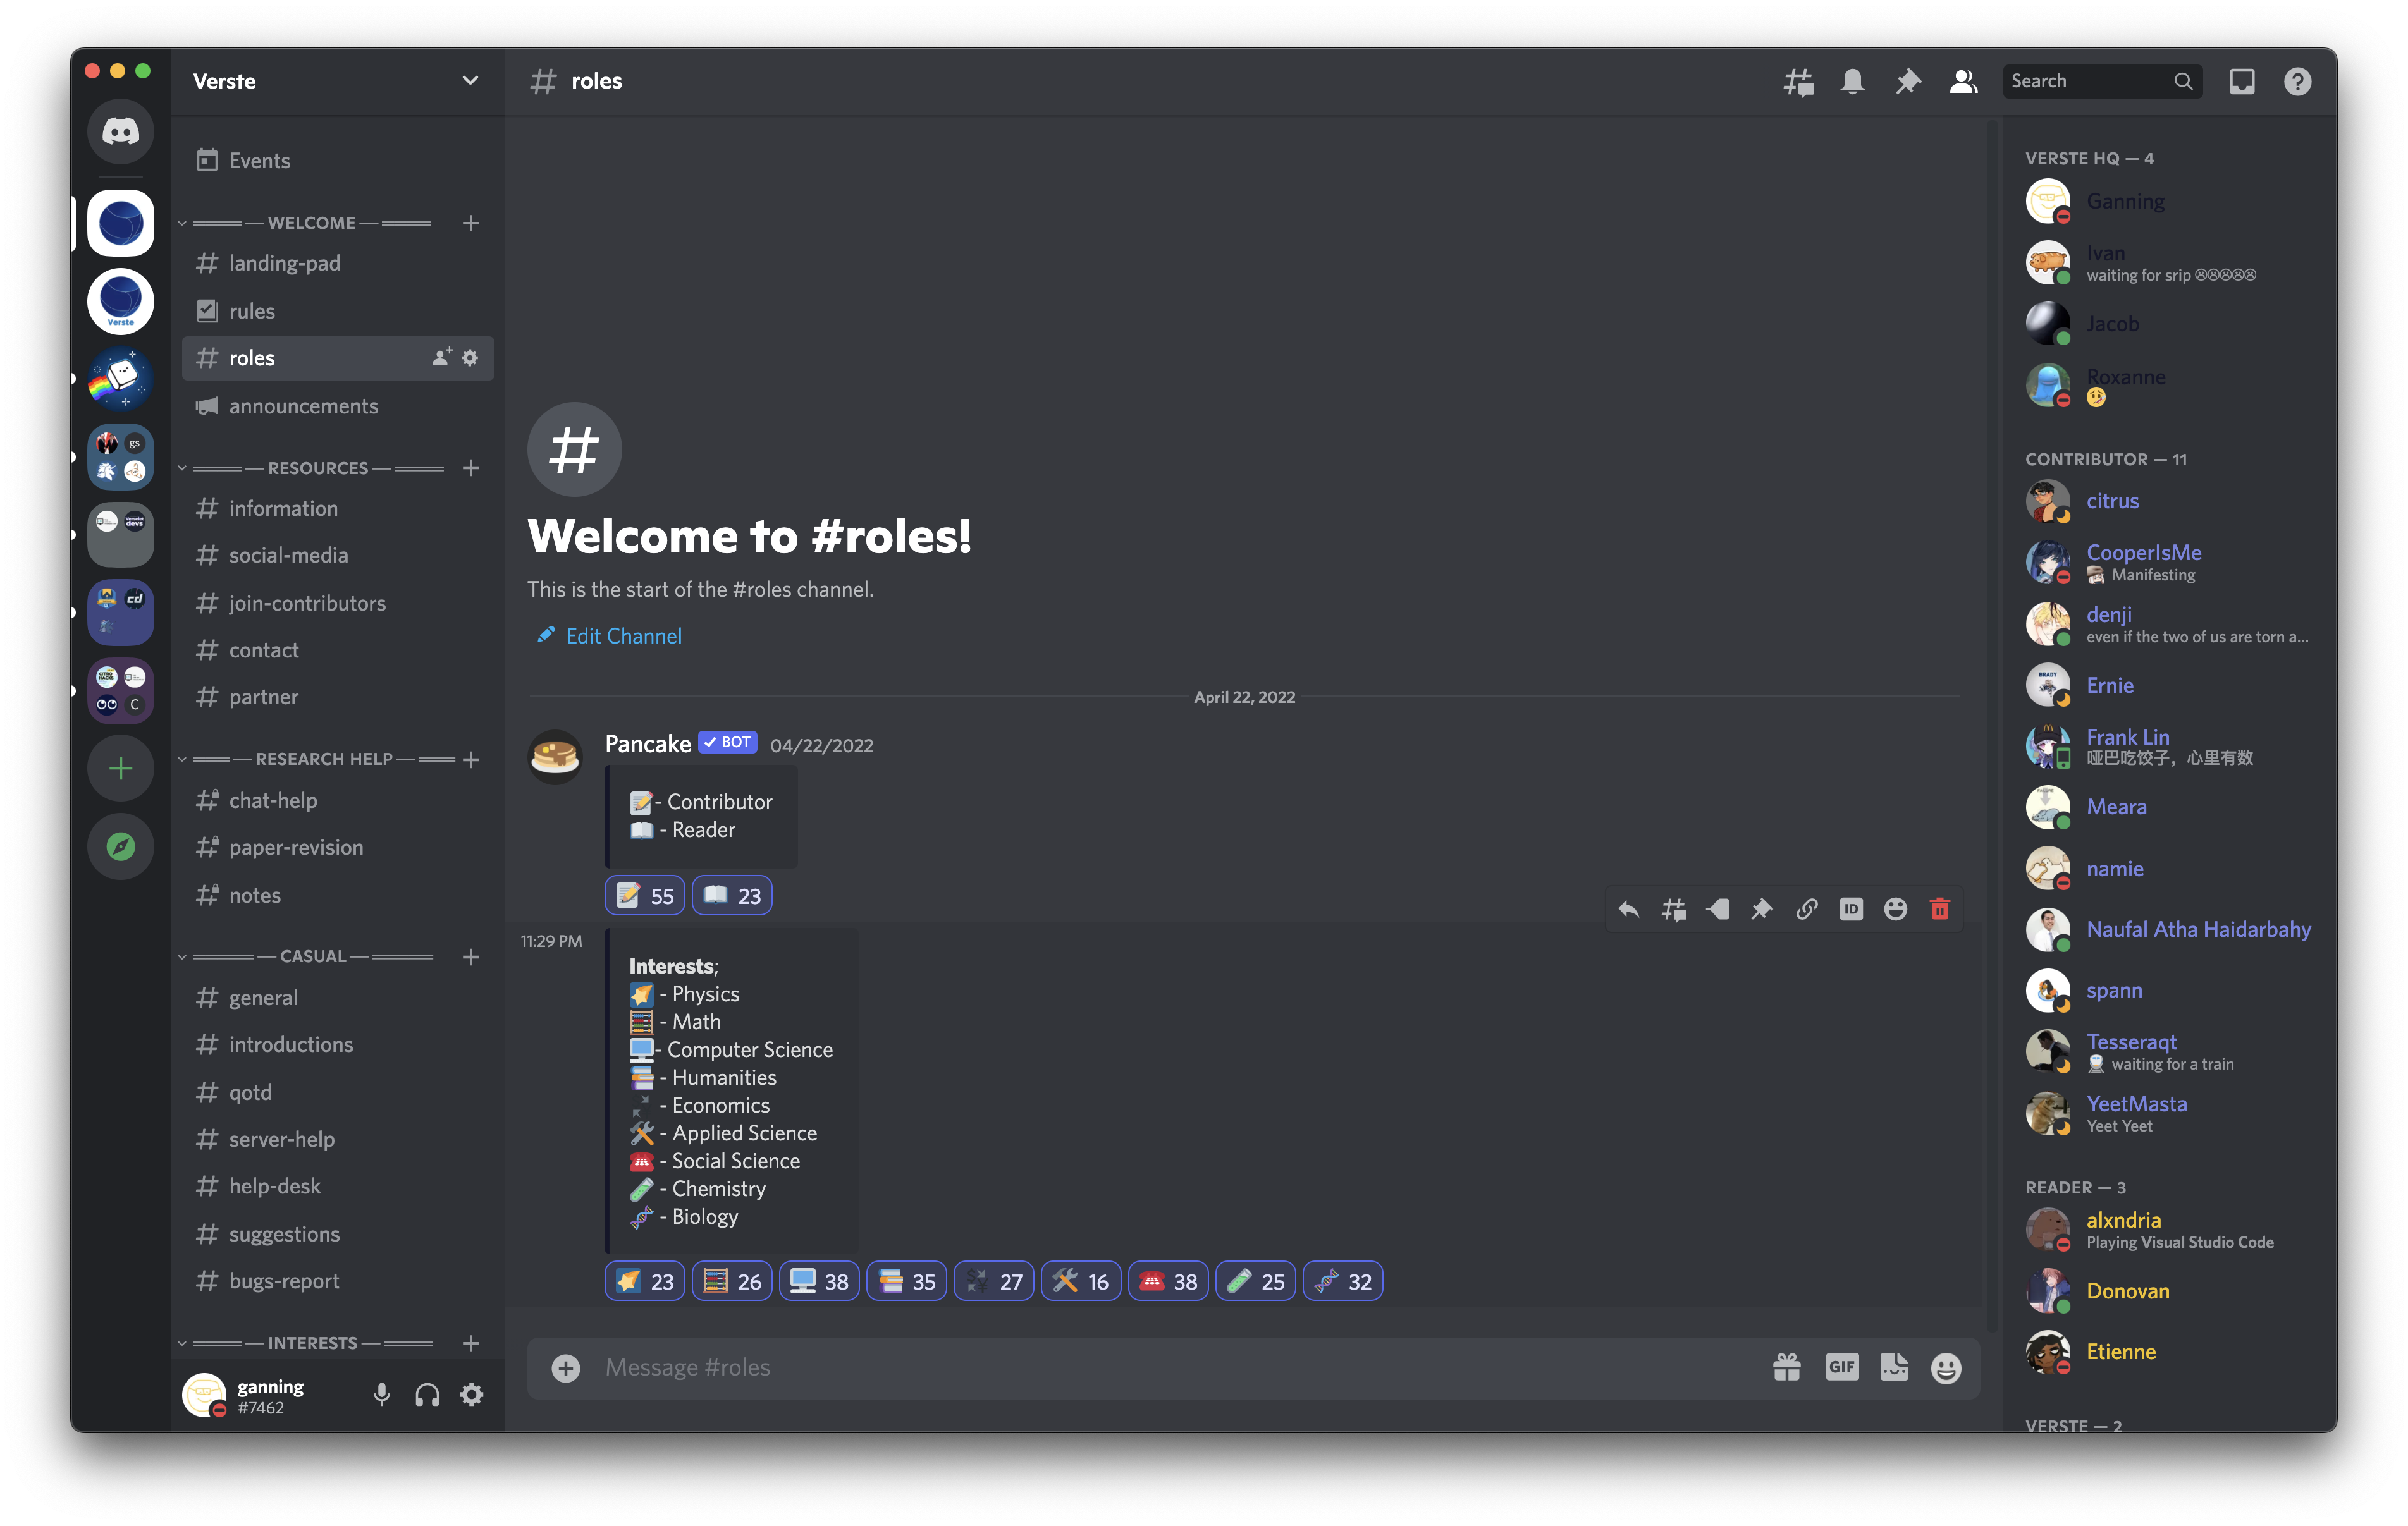 Verste
Events
WELCOME
landing-pad
rules
roles
announcements
RESOURCES
information
social-media
join-contributors
contact
partner
RESEARCH HELP
chat-help
paper-revision
notes
CASUAL
general
introductions
qotd
server-help
help-desk
suggestions
bugs-report
INTERESTS
ganning
#7462
Verste
gs
cd
C
# roles
Search
Welcome to #roles!
This is the start of the #roles channel.
Edit Channel
April 22, 2022
Pancake BOT 04/22/2022
- Contributor
- Reader
55 23
ID
11:29 PM
Interests;
- Physics
- Math
- Computer Science
- Humanities
- Economics
- Applied Science
- Social Science
- Chemistry
- Biology
23 26 38 35 27 16 38 25 32
Message #roles
GIF
VERSTE HQ — 4
Ganning
Ivan
waiting for srip ☹☹☹☹☹
Jacob
Roxanne
CONTRIBUTOR — 11
citrus
CooperIsMe
Manifesting
denji
even if the two of us are torn a...
Ernie
Frank Lin
哑巴吃饺子，心里有数
Meara
namie
Naufal Atha Haidarbahy
spann
Tesseraqt
waiting for a train
YeetMasta
Yeet Yeet
READER — 3
alxndria
Playing Visual Studio Code
Donovan
Etienne
VERSTE — 2